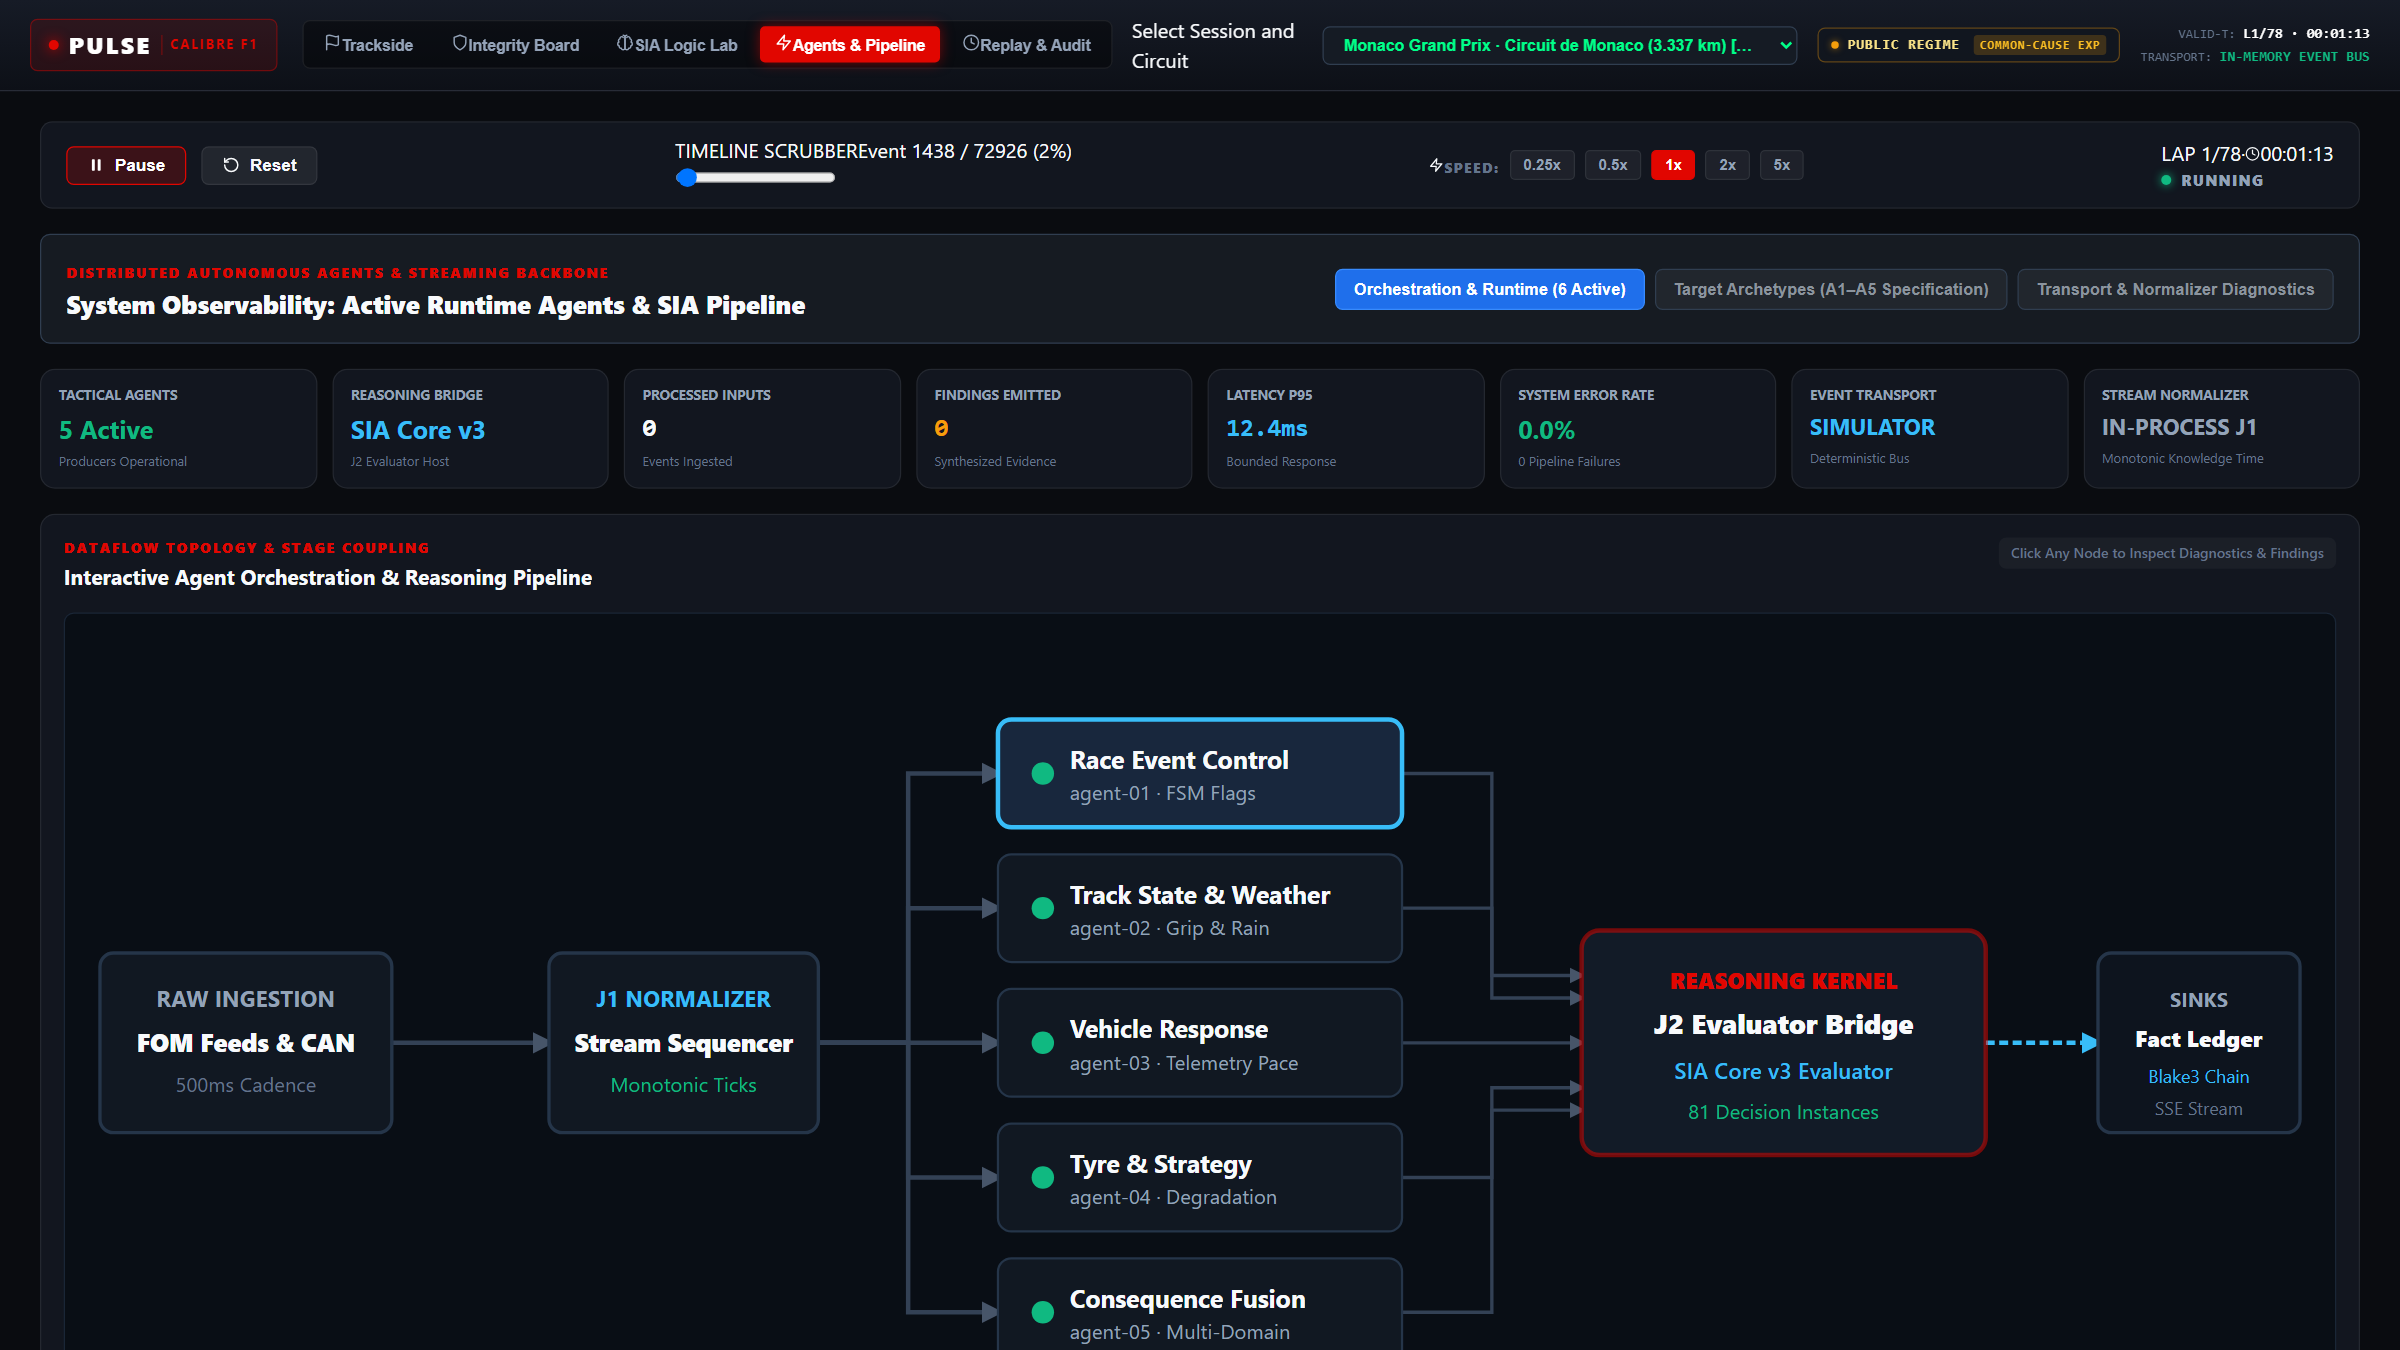 PULSE CALIBRE F1
Trackside
Integrity Board
SIA Logic Lab
Agents & Pipeline
Replay & Audit
Select Session and
Circuit
Monaco Grand Prix · Circuit de Monaco (3.337 km) [...
PUBLIC REGIME COMMON-CAUSE EXP
VALID-T: L1/78 · 00:01:13
TRANSPORT: IN-MEMORY EVENT BUS
Pause
Reset
TIMELINE SCRUBBEREvent 1438 / 72926 (2%)
SPEED: 0.25x 0.5x 1x 2x 5x
LAP 1/78·00:01:13
RUNNING
DISTRIBUTED AUTONOMOUS AGENTS & STREAMING BACKBONE
System Observability: Active Runtime Agents & SIA Pipeline
Orchestration & Runtime (6 Active)
Target Archetypes (A1–A5 Specification)
Transport & Normalizer Diagnostics
TACTICAL AGENTS
5 Active
Producers Operational
REASONING BRIDGE
SIA Core v3
J2 Evaluator Host
PROCESSED INPUTS
0
Events Ingested
FINDINGS EMITTED
0
Synthesized Evidence
LATENCY P95
12.4ms
Bounded Response
SYSTEM ERROR RATE
0.0%
0 Pipeline Failures
EVENT TRANSPORT
SIMULATOR
Deterministic Bus
STREAM NORMALIZER
IN-PROCESS J1
Monotonic Knowledge Time
DATAFLOW TOPOLOGY & STAGE COUPLING
Interactive Agent Orchestration & Reasoning Pipeline
Click Any Node to Inspect Diagnostics & Findings
RAW INGESTION
FOM Feeds & CAN
500ms Cadence
J1 NORMALIZER
Stream Sequencer
Monotonic Ticks
Race Event Control
agent-01 · FSM Flags
Track State & Weather
agent-02 · Grip & Rain
Vehicle Response
agent-03 · Telemetry Pace
Tyre & Strategy
agent-04 · Degradation
Consequence Fusion
agent-05 · Multi-Domain
REASONING KERNEL
J2 Evaluator Bridge
SIA Core v3 Evaluator
81 Decision Instances
SINKS
Fact Ledger
Blake3 Chain
SSE Stream